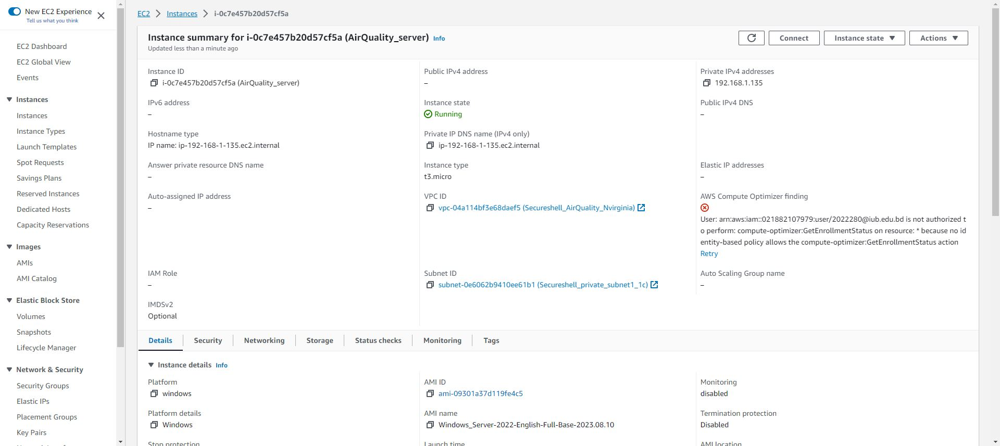 New EC2 Experience
Tell us what you think
EC2 Dashboard
EC2 Global View
Events
Instances
Instances
Instance Types
Launch Templates
Spot Requests
Savings Plans
Reserved Instances
Dedicated Hosts
Capacity Reservations
Images
AMIs
AMI Catalog
Elastic Block Store
Volumes
Snapshots
Lifecycle Manager
Network & Security
Security Groups
Elastic IPs
Placement Groups
Key Pairs
EC2 > Instances > i-0c7e457b20d57cf5a
Instance summary for i-0c7e457b20d57cf5a (AirQuality_server) Info
Updated less than a minute ago
Connect
Instance state
Actions
Instance ID
i-0c7e457b20d57cf5a (AirQuality_server)
Public IPv4 address
–
Private IPv4 addresses
192.168.1.135
IPv6 address
–
Instance state
Running
Public IPv4 DNS
–
Hostname type
IP name: ip-192-168-1-135.ec2.internal
Private IP DNS name (IPv4 only)
ip-192-168-1-135.ec2.internal
Answer private resource DNS name
–
Instance type
t3.micro
Elastic IP addresses
–
Auto-assigned IP address
–
VPC ID
vpc-04a114bf3e68daef5 (Secureshell_AirQuality_Nvirginia)
AWS Compute Optimizer finding
User: arn:aws:iam::021882107979:user/2022280@iub.edu.bd is not authorized t
o perform: compute-optimizer:GetEnrollmentStatus on resource: * because no id
entity-based policy allows the compute-optimizer:GetEnrollmentStatus action
Retry
IAM Role
–
Subnet ID
subnet-0e6062b9410ee61b1 (Secureshell_private_subnet1_1c)
Auto Scaling Group name
–
IMDSv2
Optional
Details
Security
Networking
Storage
Status checks
Monitoring
Tags
Instance details Info
Platform
windows
AMI ID
ami-09301a37d119fe4c5
Monitoring
disabled
Platform details
Windows
AMI name
Windows_Server-2022-English-Full-Base-2023.08.10
Termination protection
Disabled
Stop protection
Launch time
AMI location